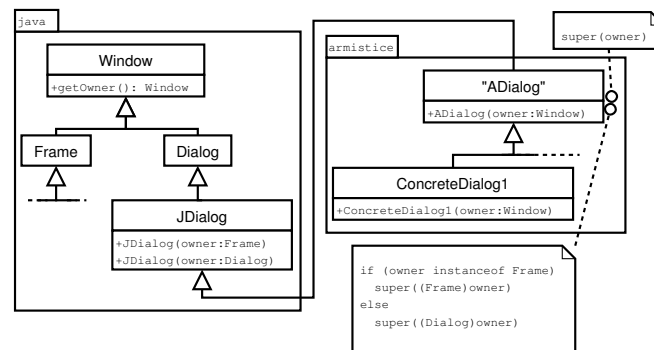 java
Window
+getOwner(): Window
Frame
Dialog
JDialog
+JDialog(owner:Frame)
+JDialog(owner:Dialog)
armistice
"ADialog"
+ADialog(owner:Window)
ConcreteDialog1
+ConcreteDialog1(owner:Window)
super(owner)
if (owner instanceof Frame)
super((Frame)owner)
else
super((Dialog)owner)